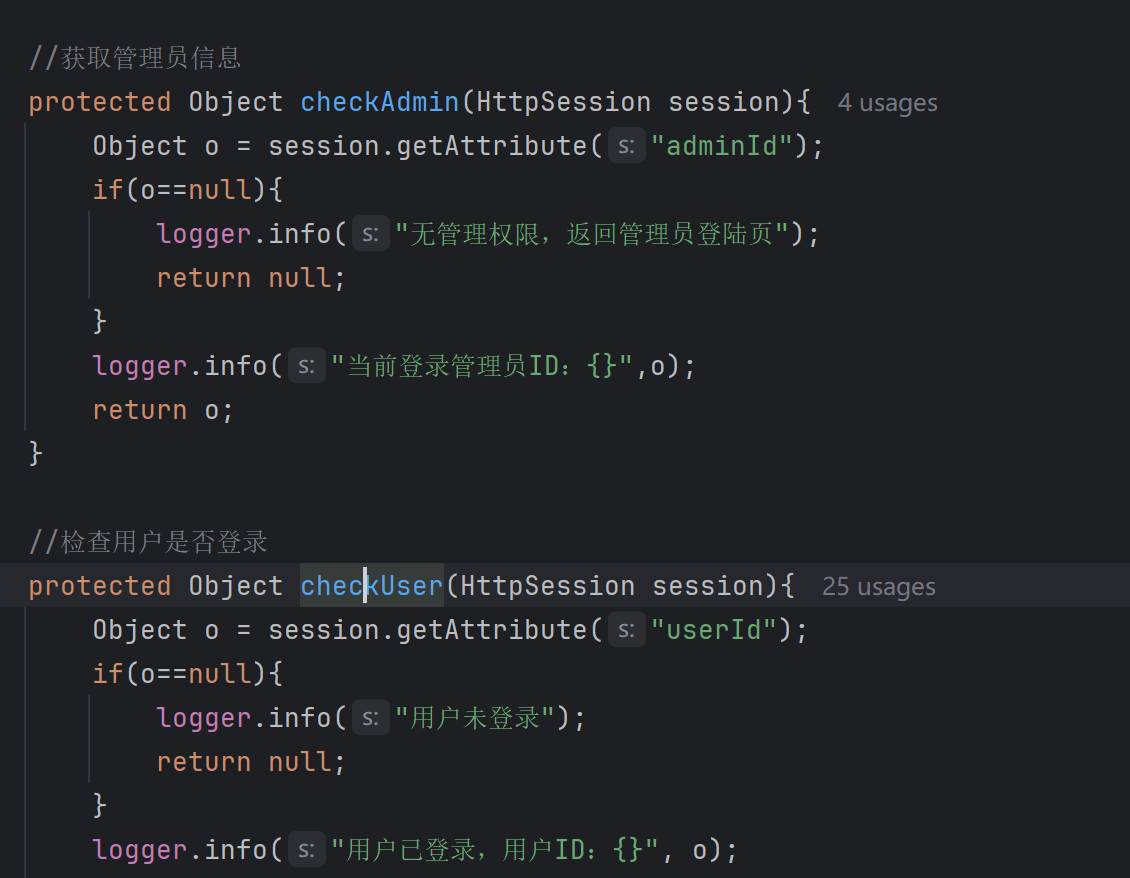 //获取管理员信息
protected Object checkAdmin(HttpSession session){ 4 usages
Object o = session.getAttribute( s: "adminId");
if(o==null){
logger.info( s: "无管理权限，返回管理员登陆页");
return null;
}
logger.info( s: "当前登录管理员ID：{}",o);
return o;
}
//检查用户是否登录
protected Object checkUser(HttpSession session){ 25 usages
Object o = session.getAttribute( s: "userId");
if(o==null){
logger.info( s: "用户未登录");
return null;
}
logger.info( s: "用户已登录，用户ID：{}", o);